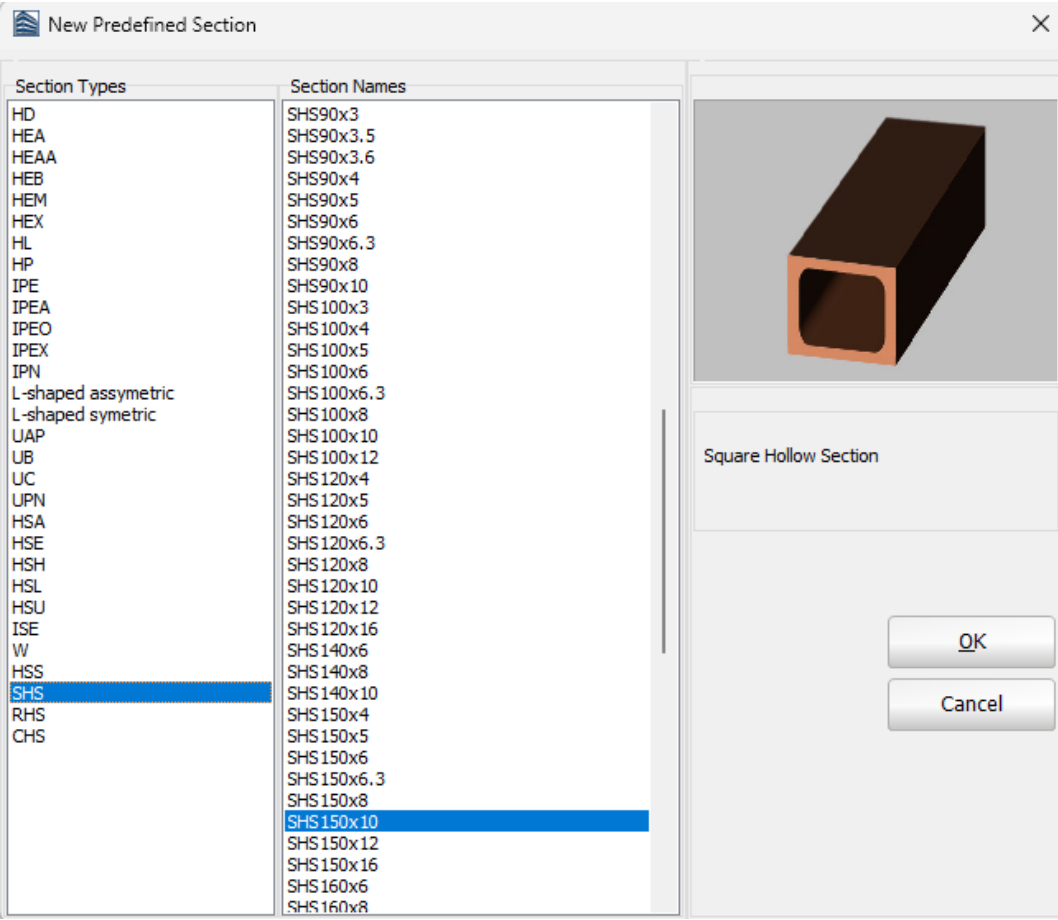 New Predefined Section
Section Types
HD
HEA
HEAA
HEB
HEM
HEX
HL
HP
IPE
IPEA
IPEO
IPEX
IPN
L-shaped assymetric
L-shaped symetric
UAP
UB
UC
UPN
HSA
HSE
HSH
HSL
HSU
ISE
W
HSS
SHS
RHS
CHS
Section Names
SHS90x3
SHS90x3.5
SHS90x3.6
SHS90x4
SHS90x5
SHS90x6
SHS90x6.3
SHS90x8
SHS90x10
SHS100x3
SHS100x4
SHS100x5
SHS100x6
SHS100x6.3
SHS100x8
SHS100x10
SHS100x12
SHS120x4
SHS120x5
SHS120x6
SHS120x6.3
SHS120x8
SHS120x10
SHS120x12
SHS120x16
SHS140x6
SHS140x8
SHS140x10
SHS150x4
SHS150x5
SHS150x6
SHS150x6.3
SHS150x8
SHS150x10
SHS150x12
SHS150x16
SHS160x6
SHS160x8
Square Hollow Section
OK
Cancel